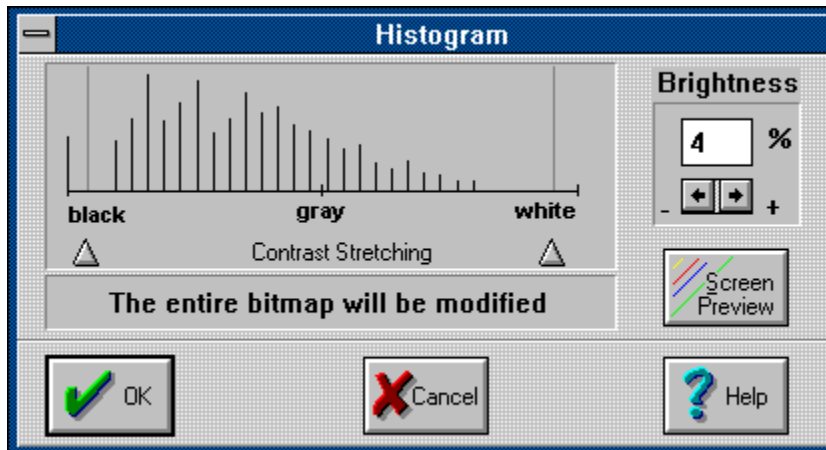 Histogram
Brightness
4 %
- +
black gray white
Contrast Stretching
The entire bitmap will be modified
Screen
Preview
OK Cancel Help